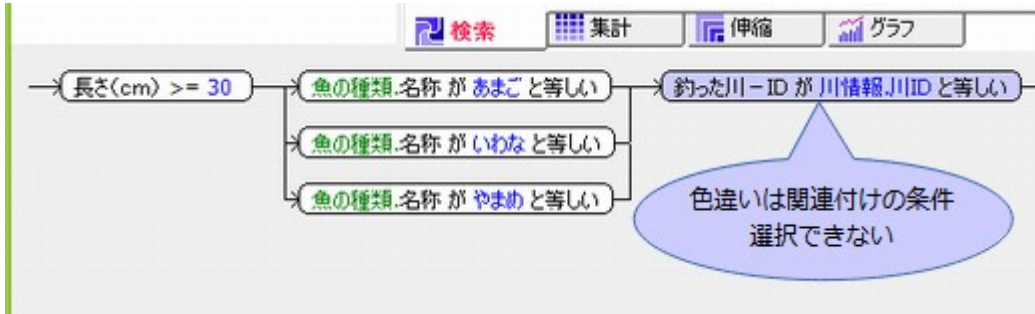 検索 集計 伸縮 グラフ
長さ(cm) >= 30 魚の種類.名称 が あまご と等しい 釣った川－ID が 川情報.川ID と等しい
魚の種類.名称 が いわな と等しい
魚の種類.名称 が やまめ と等しい
色違いは関連付けの条件
選択できない